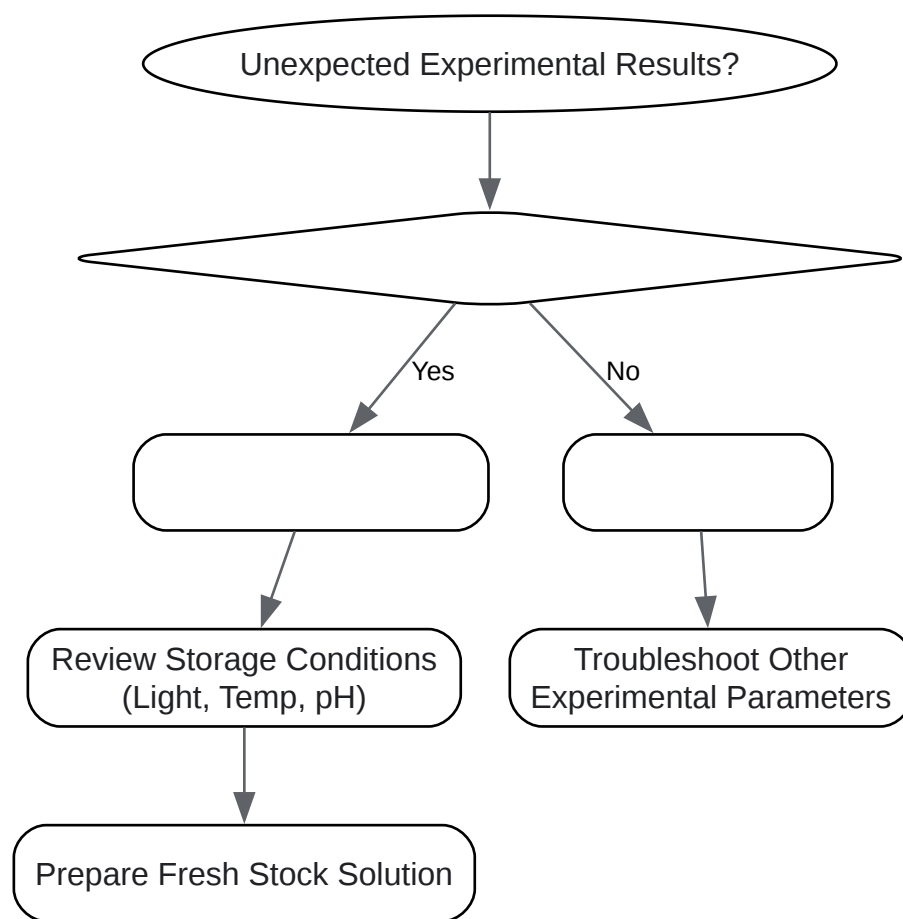 Unexpected Experimental Results?
Yes
No
Review Storage Conditions
(Light, Temp, pH)
Troubleshoot Other
Experimental Parameters
Prepare Fresh Stock Solution